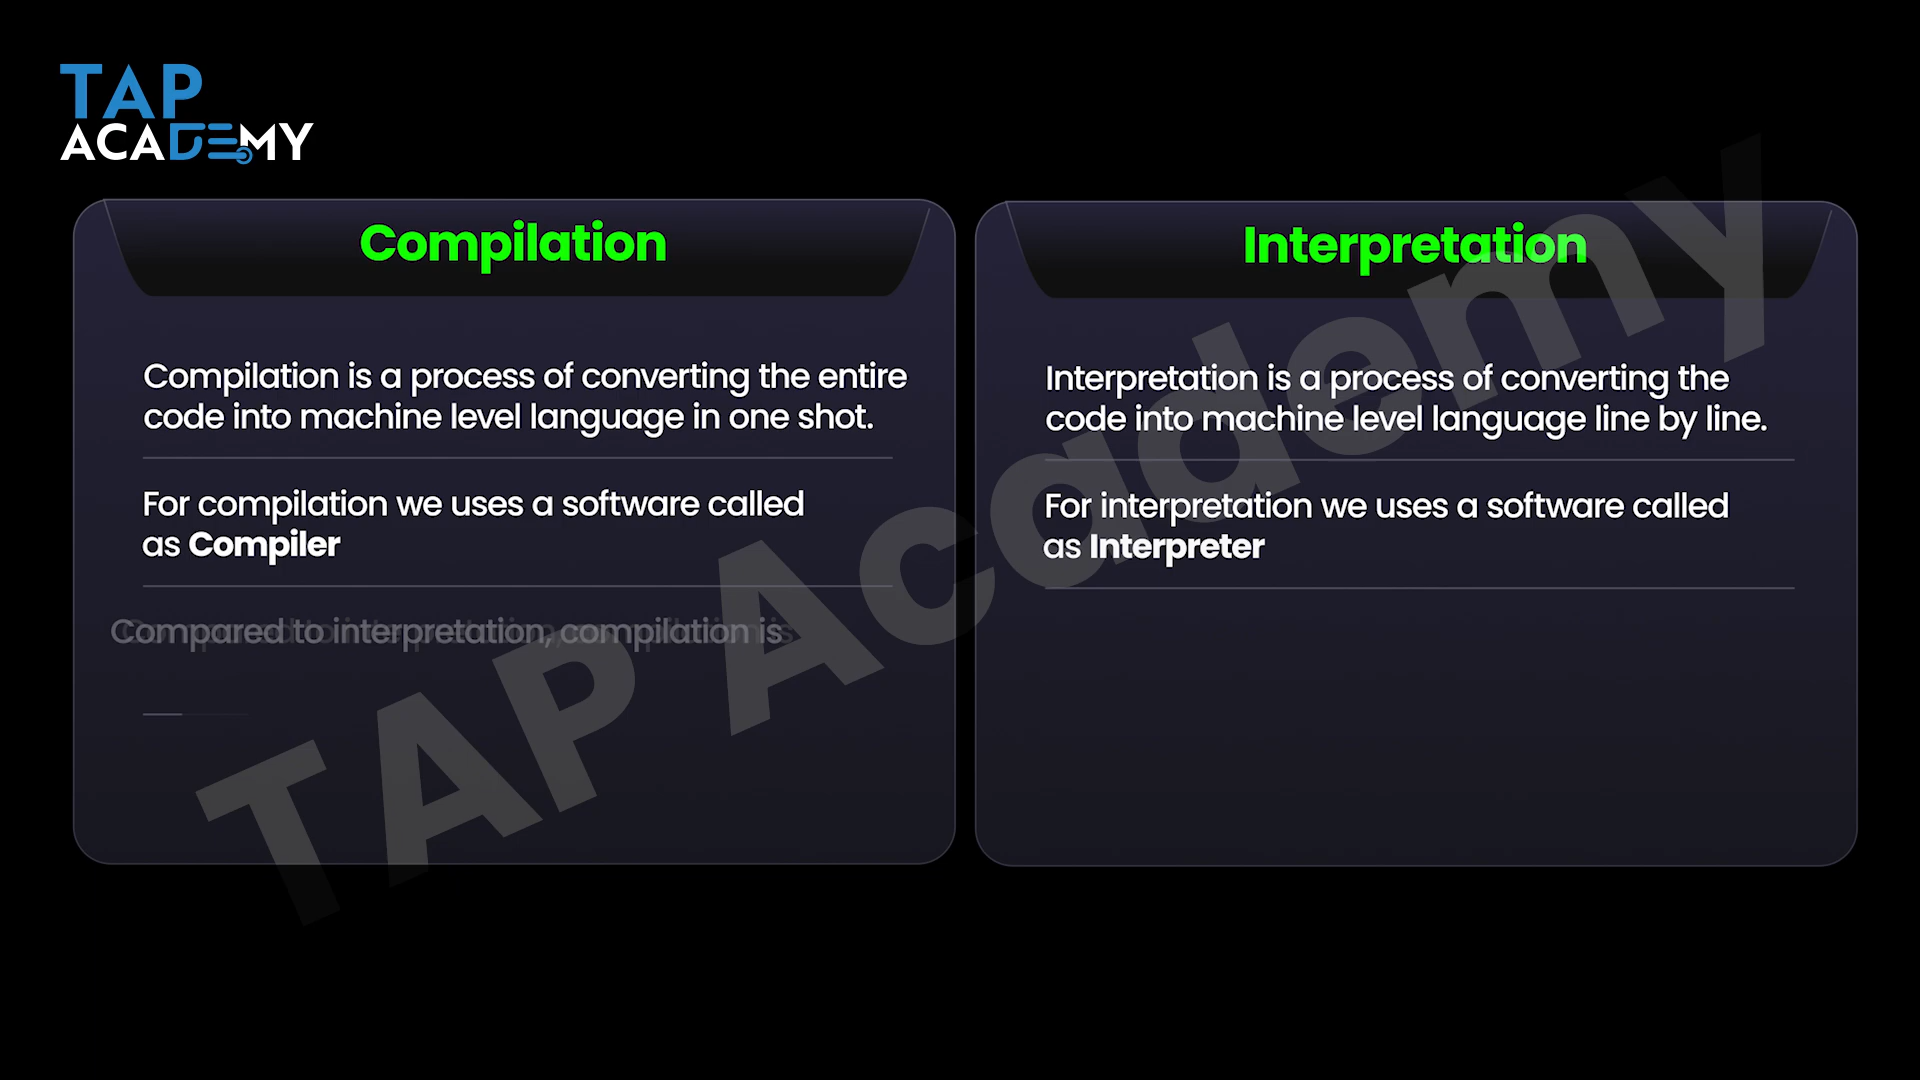 TAP
ACADEMY
Compilation
Compilation is a process of converting the entire
code into machine level language in one shot.
For compilation we uses a software called
as Compiler
Compared to interpretation, compilation is
Interpretation
Interpretation is a process of converting the
code into machine level language line by line.
For interpretation we uses a software called
as Interpreter
TAP Academy